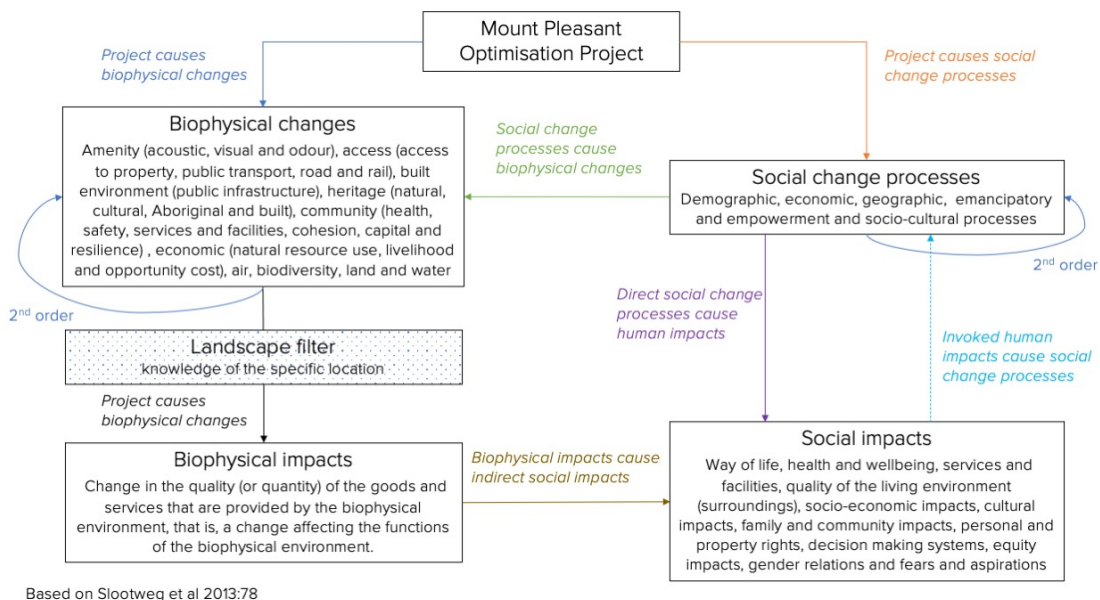 Mount Pleasant
Optimisation Project
Project causes
biophysical changes
Project causes social
change processes
Biophysical changes
Amenity (acoustic, visual and odour), access (access
to property, public transport, road and rail), built
environment (public infrastructure), heritage (natural,
cultural, Aboriginal and built), community (health,
safety, services and facilities, cohesion, capital and
resilience) , economic (natural resource use, livelihood
and opportunity cost), air, biodiversity, land and water
Social change
processes cause
biophysical changes
Social change processes
Demographic, economic, geographic, emancipatory
and empowerment and socio-cultural processes
2nd order
2nd order
Landscape filter
knowledge of the specific location
Direct social change
processes cause
human impacts
Invoked human
impacts cause social
change processes
Project causes
biophysical changes
Biophysical impacts
Change in the quality (or quantity) of the goods and
services that are provided by the biophysical
environment, that is, a change affecting the functions
of the biophysical environment.
Biophysical impacts cause
indirect social impacts
Social impacts
Way of life, health and wellbeing, services and
facilities, quality of the living environment
(surroundings), socio-economic impacts, cultural
impacts, family and community impacts, personal and
property rights, decision making systems, equity
impacts, gender relations and fears and aspirations
Based on Slootweg et al 2013:78